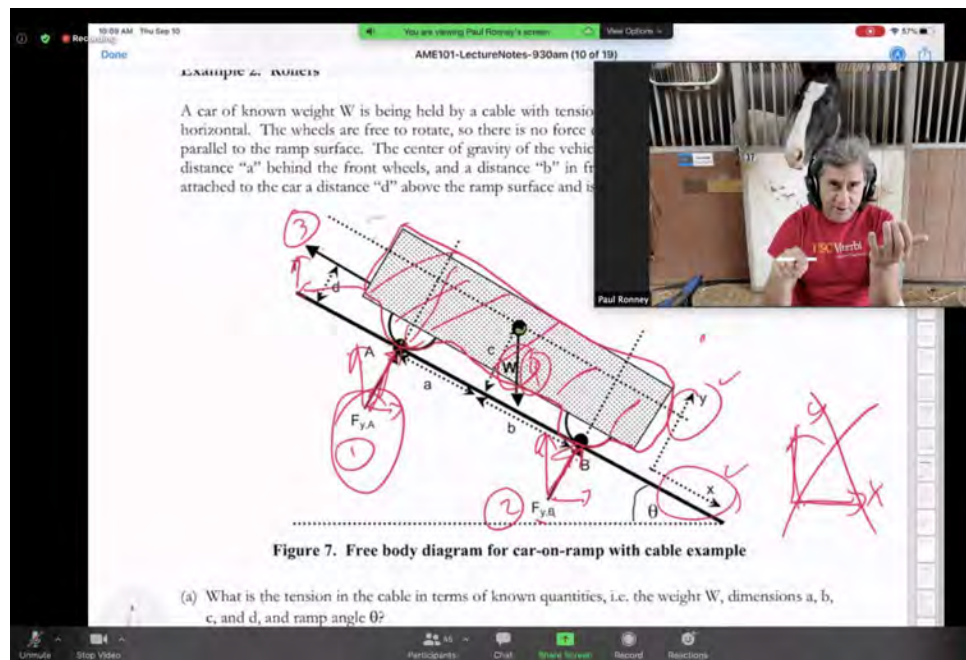 10:09 AM Thu Sep 10
You are viewing Paul Ronney's screen
View Options
57%
Recording
Done
AME101-LectureNotes-930am (10 of 19)
Example 2. Rollers
A car of known weight W is being held by a cable with tensio
horizontal. The wheels are free to rotate, so there is no force
parallel to the ramp surface. The center of gravity of the vehic
distance "a" behind the front wheels, and a distance "b" in fr
attached to the car a distance "d" above the ramp surface and is
37
USC Viterbi
Paul Ronney
3
d
A
c
W
a
y
y
F y,A
b
B
1
x
x
2
F y,B
θ
Figure 7. Free body diagram for car-on-ramp with cable example
(a) What is the tension in the cable in terms of known quantities, i.e. the weight W, dimensions a, b,
c, and d, and ramp angle θ?
Unmute
Stop Video
Participants
Chat
Share Screen
Record
Reactions